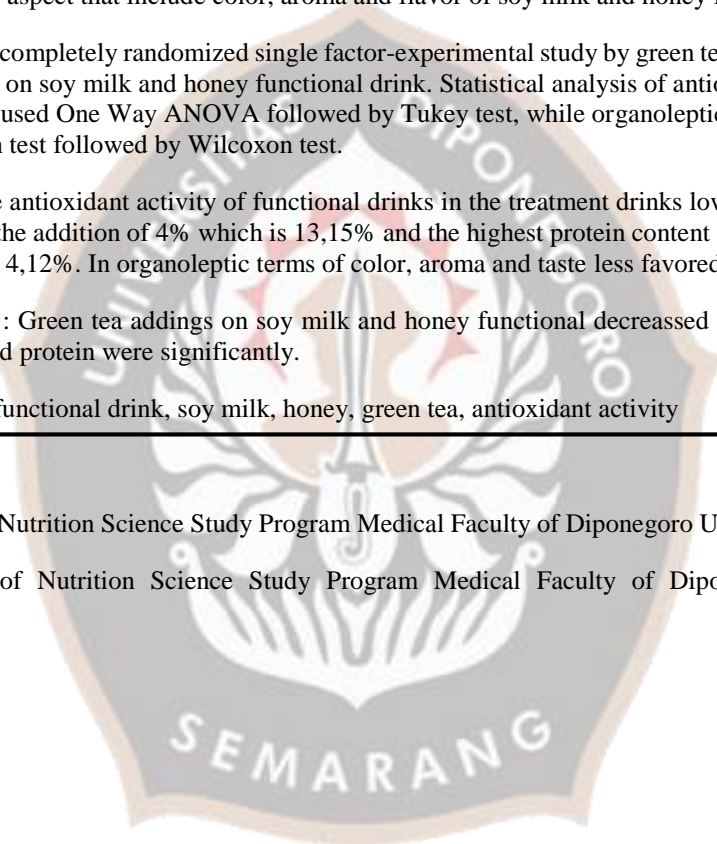 aspect that include color, aroma and flavor of soy milk and honey
completely randomized single factor-experimental study by green te
on soy milk and honey functional drink. Statistical analysis of antio
used One Way ANOVA followed by Tukey test, while organoleptic
n test followed by Wilcoxon test.
e antioxidant activity of functional drinks in the treatment drinks low
the addition of 4% which is 13,15% and the highest protein content
4,12%. In organoleptic terms of color, aroma and taste less favored
: Green tea addings on soy milk and honey functional decreassed
d protein were significantly.
functional drink, soy milk, honey, green tea, antioxidant activity
Nutrition Science Study Program Medical Faculty of Diponegoro U
of Nutrition Science Study Program Medical Faculty of Dipo
UNIVERSITAS DIPONEGORO
SEMARANG